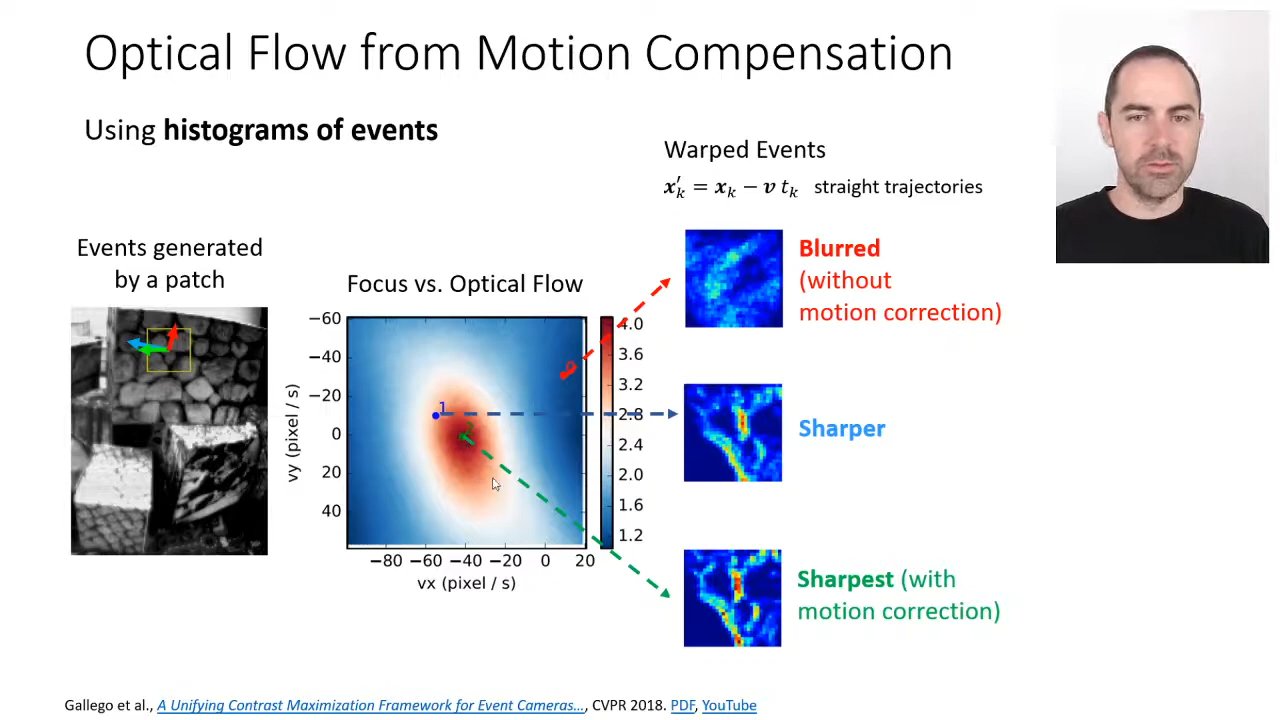 Optical Flow from Motion Compensation
Using histograms of events
Warped Events
x′ₖ = xₖ − v tₖ straight trajectories
Events generated
by a patch
Focus vs. Optical Flow
Blurred
(without
motion correction)
Sharper
Sharpest (with
motion correction)
−60
−40
−20
0
20
40
vy (pixel / s)
−80 −60 −40 −20 0 20
vx (pixel / s)
4.0
3.6
3.2
2.8
2.4
2.0
1.6
1.2
0
1
2
Gallego et al., A Unifying Contrast Maximization Framework for Event Cameras…, CVPR 2018. PDF, YouTube